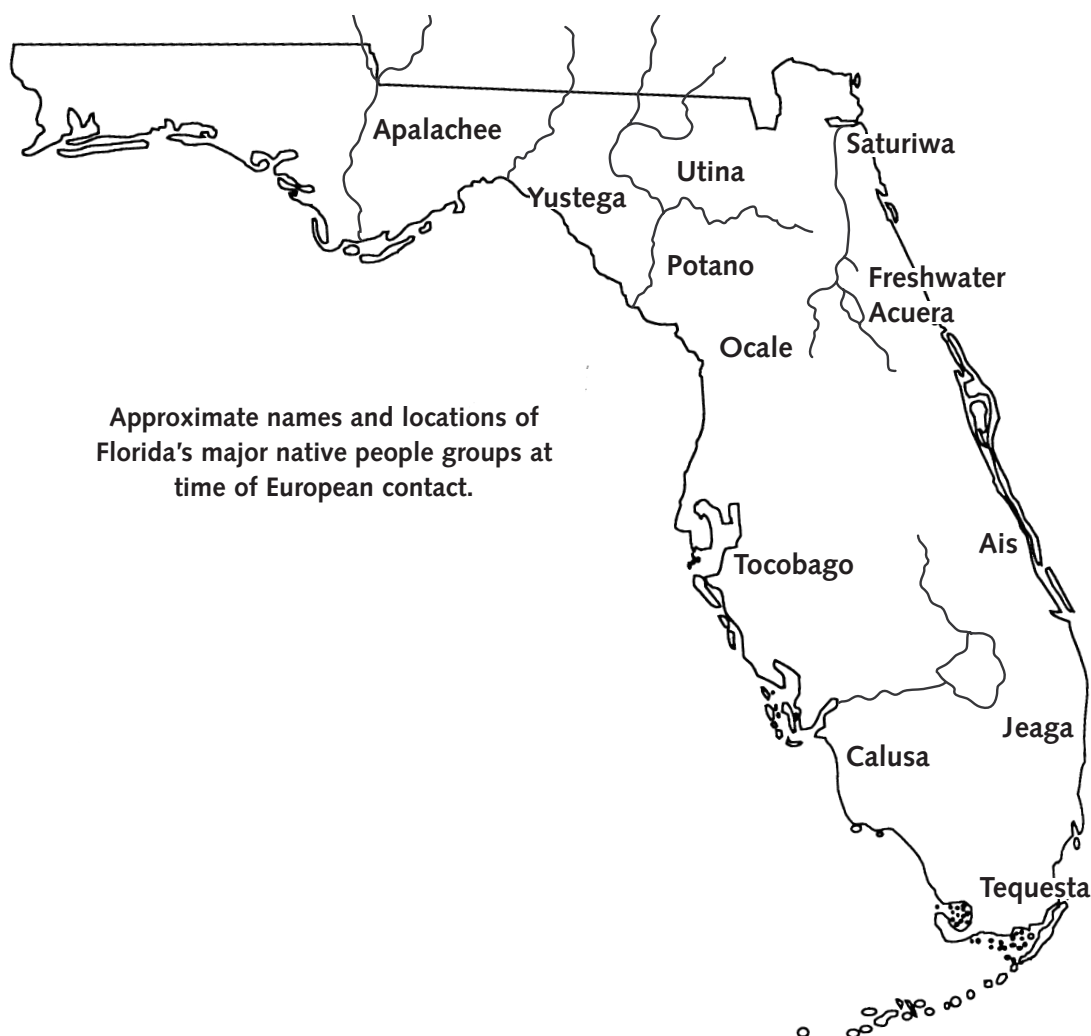 Apalachee
Saturiwa
Utina
Yustega
Potano
Freshwater
Acuera
Ocale
Approximate names and locations of
Florida's major native people groups at
time of European contact.
Ais
Tocobago
Jeaga
Calusa
Tequesta